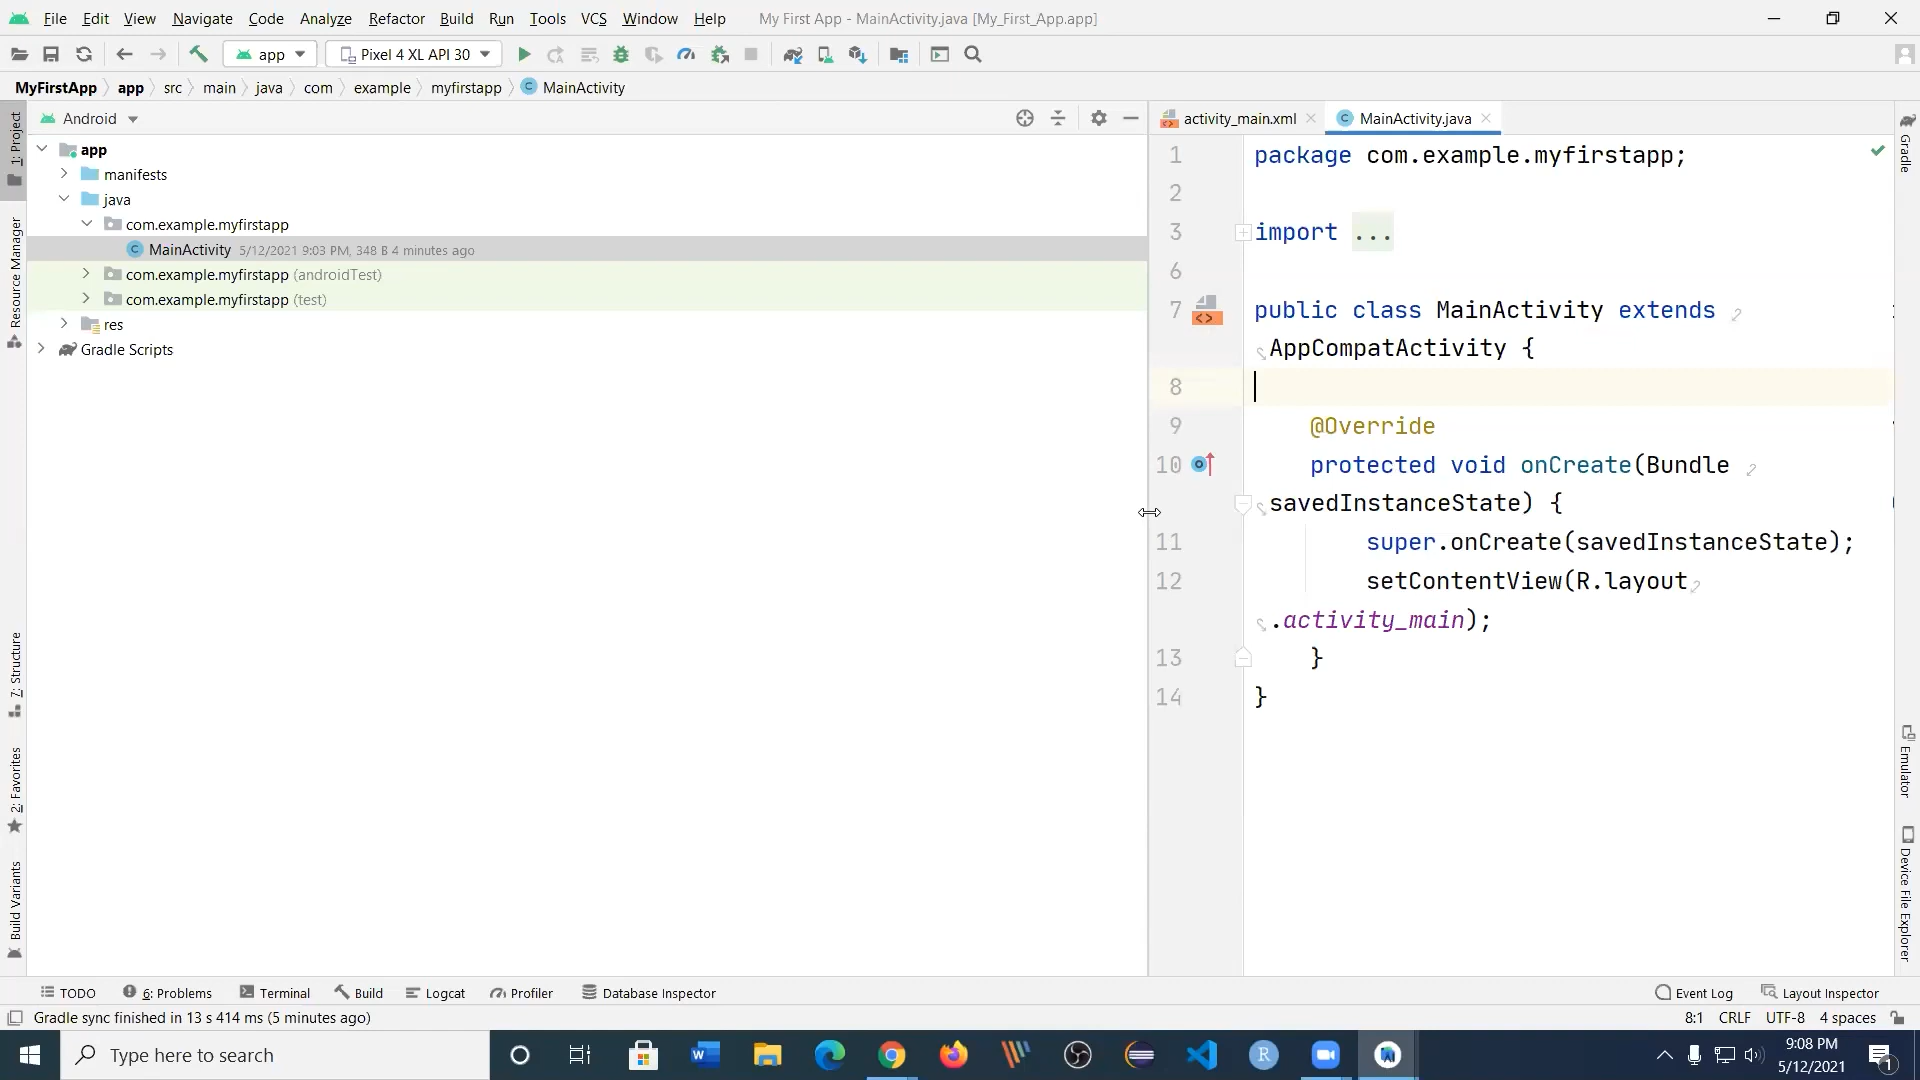 File Edit View Navigate Code Analyze Refactor Build Run Tools VCS Window Help My First App - MainActivity.java [My_First_App.app]
app Pixel 4 XL API 30
MyFirstApp app src main java com example myfirstapp C MainActivity
1: Project
Resource Manager
7: Structure
2: Favorites
Build Variants
Android
app
manifests
java
com.example.myfirstapp
C MainActivity 5/12/2021 9:03 PM, 348 B 4 minutes ago
com.example.myfirstapp (androidTest)
com.example.myfirstapp (test)
res
Gradle Scripts
activity_main.xml C MainActivity.java
1 package com.example.myfirstapp;
2
3 import ...
6
7 public class MainActivity extends
AppCompatActivity {
8
9 @Override
10 protected void onCreate(Bundle
savedInstanceState) {
11 super.onCreate(savedInstanceState);
12 setContentView(R.layout
.activity_main);
13 }
14 }
Gradle
Emulator
Device File Explorer
TODO 6: Problems Terminal Build Logcat Profiler Database Inspector Event Log Layout Inspector
Gradle sync finished in 13 s 414 ms (5 minutes ago) 8:1 CRLF UTF-8 4 spaces
Type here to search
9:08 PM
5/12/2021
1